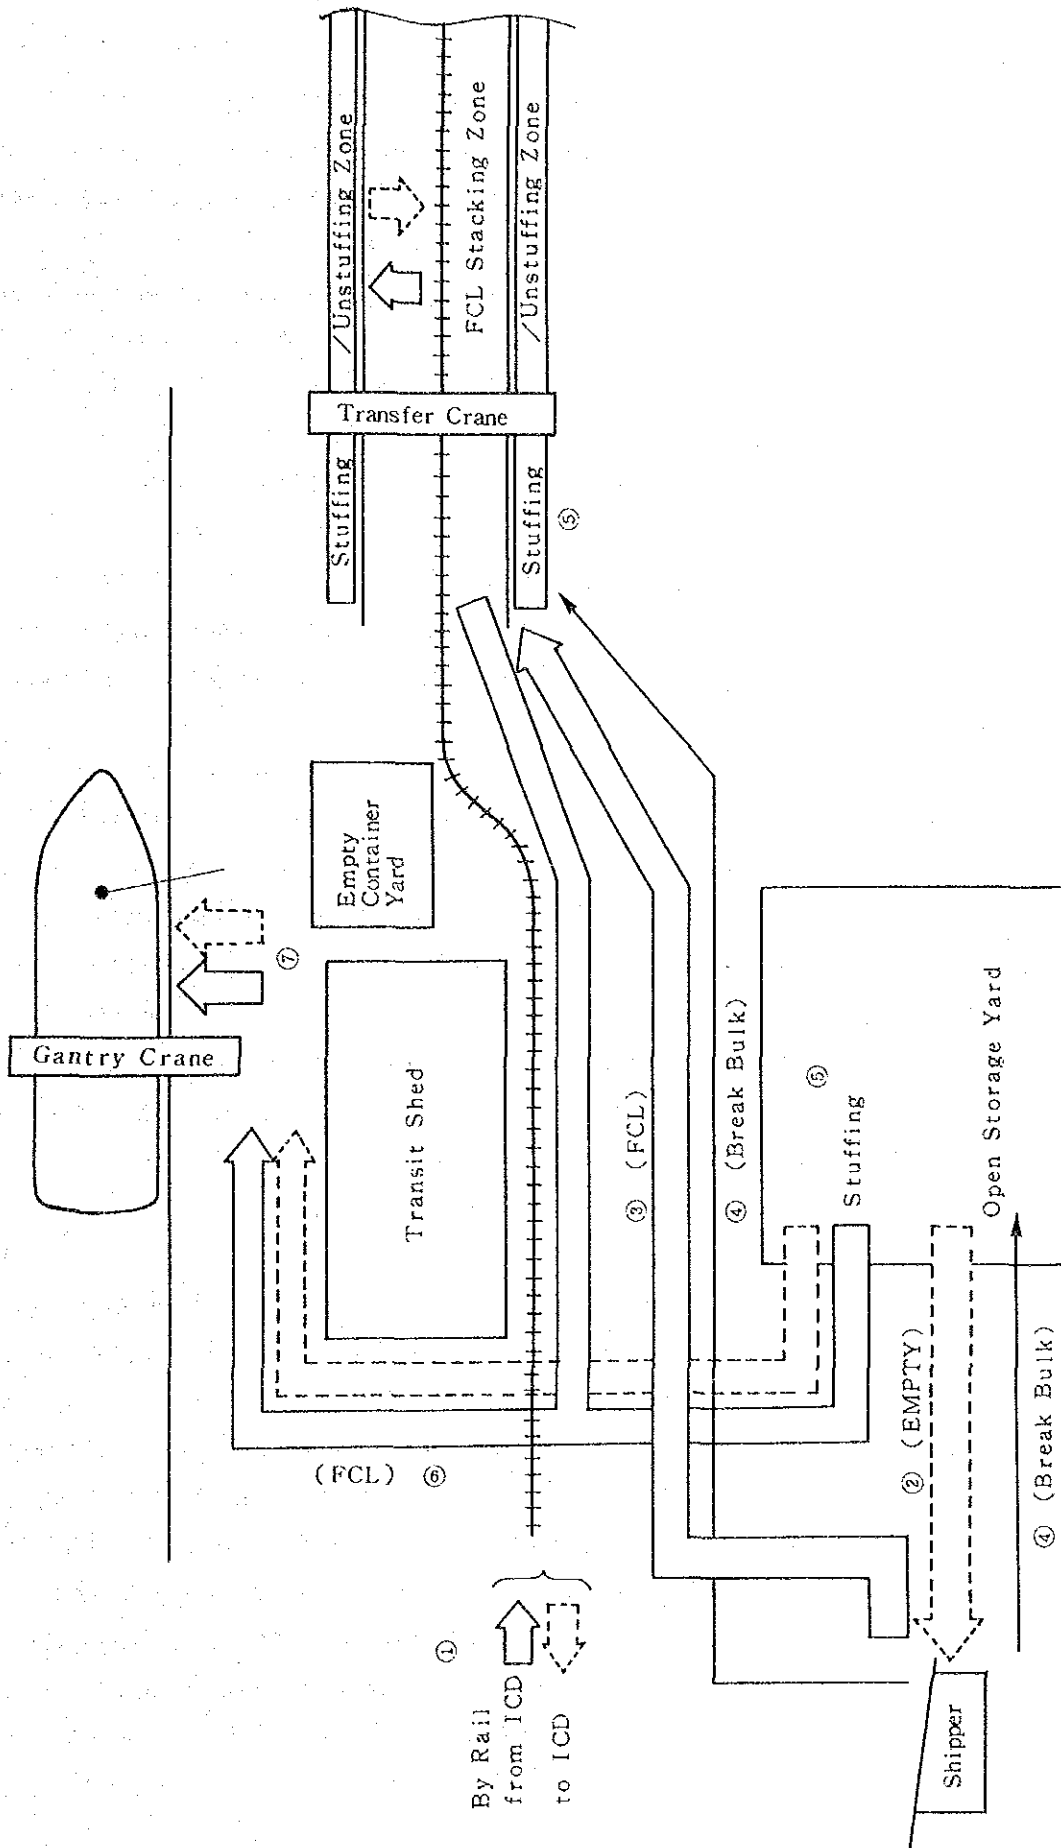 Gantry Crane
⑦
Empty
Container
Yard
Transit Shed
Stuffing
/Unstuffing Zone
Transfer Crane
FCL Stacking Zone
Stuffing
/Unstuffing Zone
⑤
(FCL) ⑥
①
By Rail
from ICD
to ICD
③ (FCL)
④ (Break Bulk)
⑤
Stuffing
② (EMPTY)
Open Storage Yard
④ (Break Bulk)
Shipper